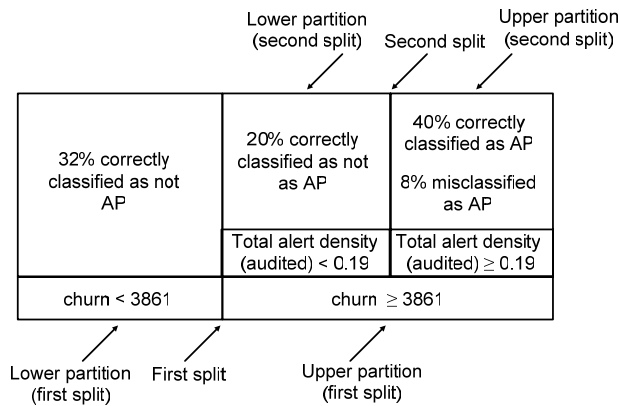 Lower partition
(second split)
Second split
Upper partition
(second split)
32% correctly
classified as not
AP
20% correctly
classified as not
as AP
40% correctly
classified as AP
8% misclassified
as AP
Total alert density
(audited) < 0.19
Total alert density
(audited) ≥ 0.19
churn < 3861
churn ≥ 3861
Lower partition
(first split)
First split
Upper partition
(first split)